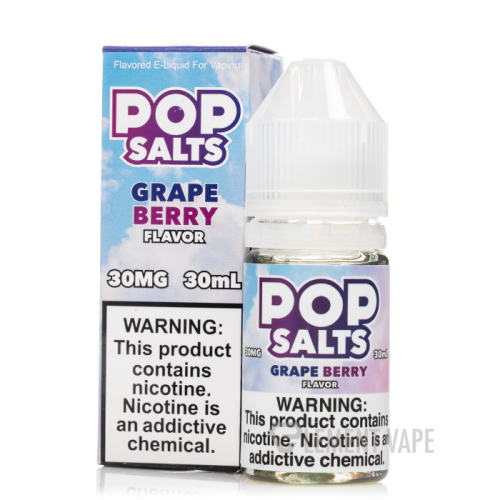 Flavored E-Liquid For Vaping
POP
SALTS
GRAPE
BERRY
FLAVOR
30MG 30mL
WARNING:
This product
contains
nicotine.
Nicotine is
an addictive
chemical.
POP
SALTS
30MG 30mL
GRAPE BERRY
FLAVOR
WARNING:
This product contains
nicotine. Nicotine is an
addictive chemical.
ELEMENT VAPE